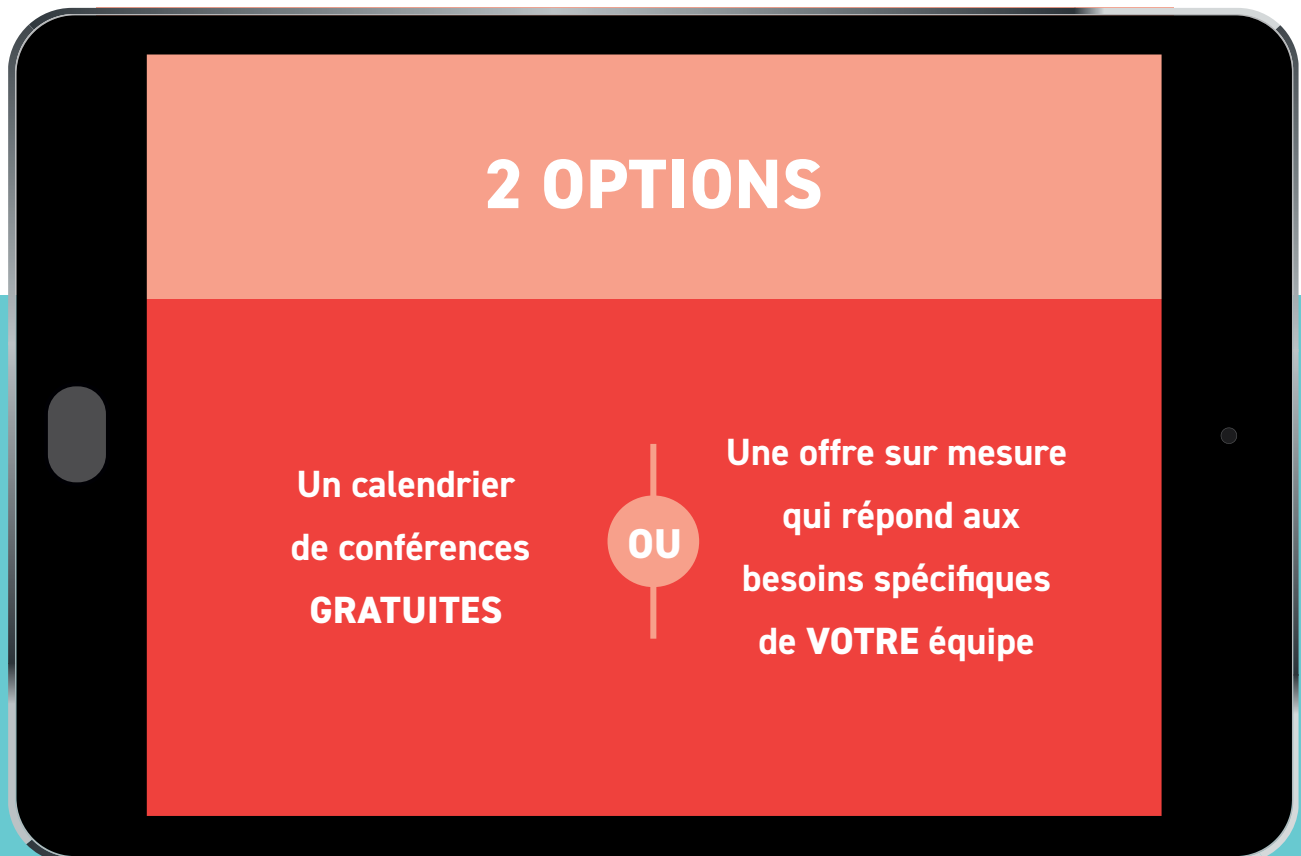 2 OPTIONS
Un calendrier
de conférences
GRATUITES
OU
Une offre sur mesure
qui répond aux
besoins spécifiques
de VOTRE équipe